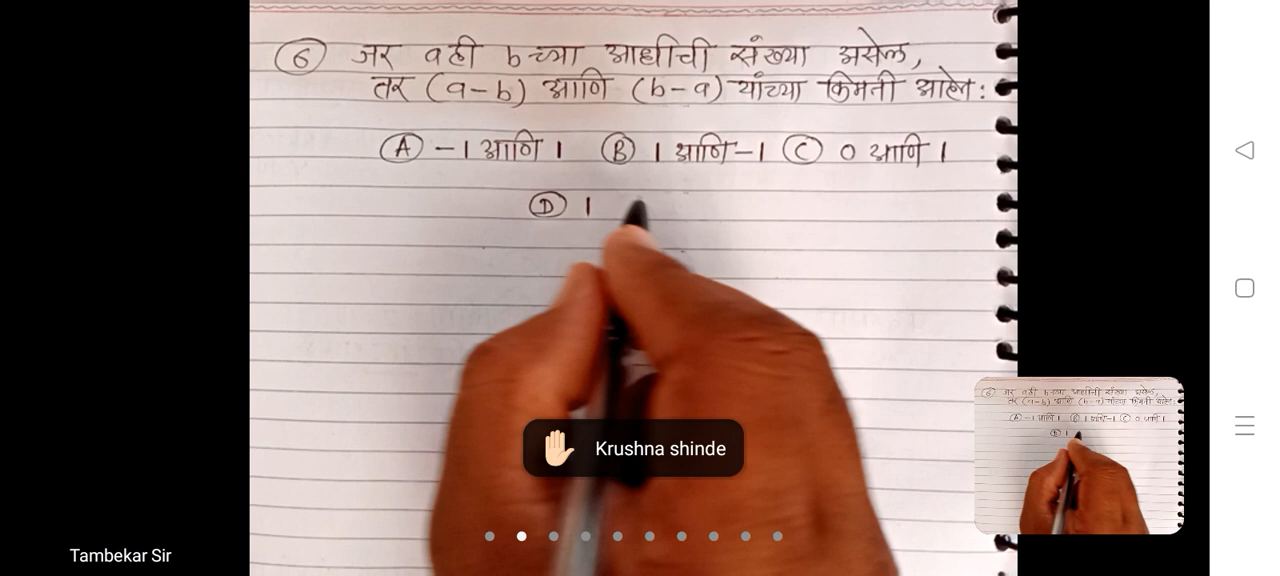 ⑥ जर a ही b च्या आधीची संख्या असेल,
तर (a-b) आणि (b-a) यांच्या किमती आहेत:
Ⓐ -1 आणि 1 Ⓑ 1 आणि -1 Ⓒ 0 आणि 1
Ⓓ 1
Krushna shinde
Tambekar Sir